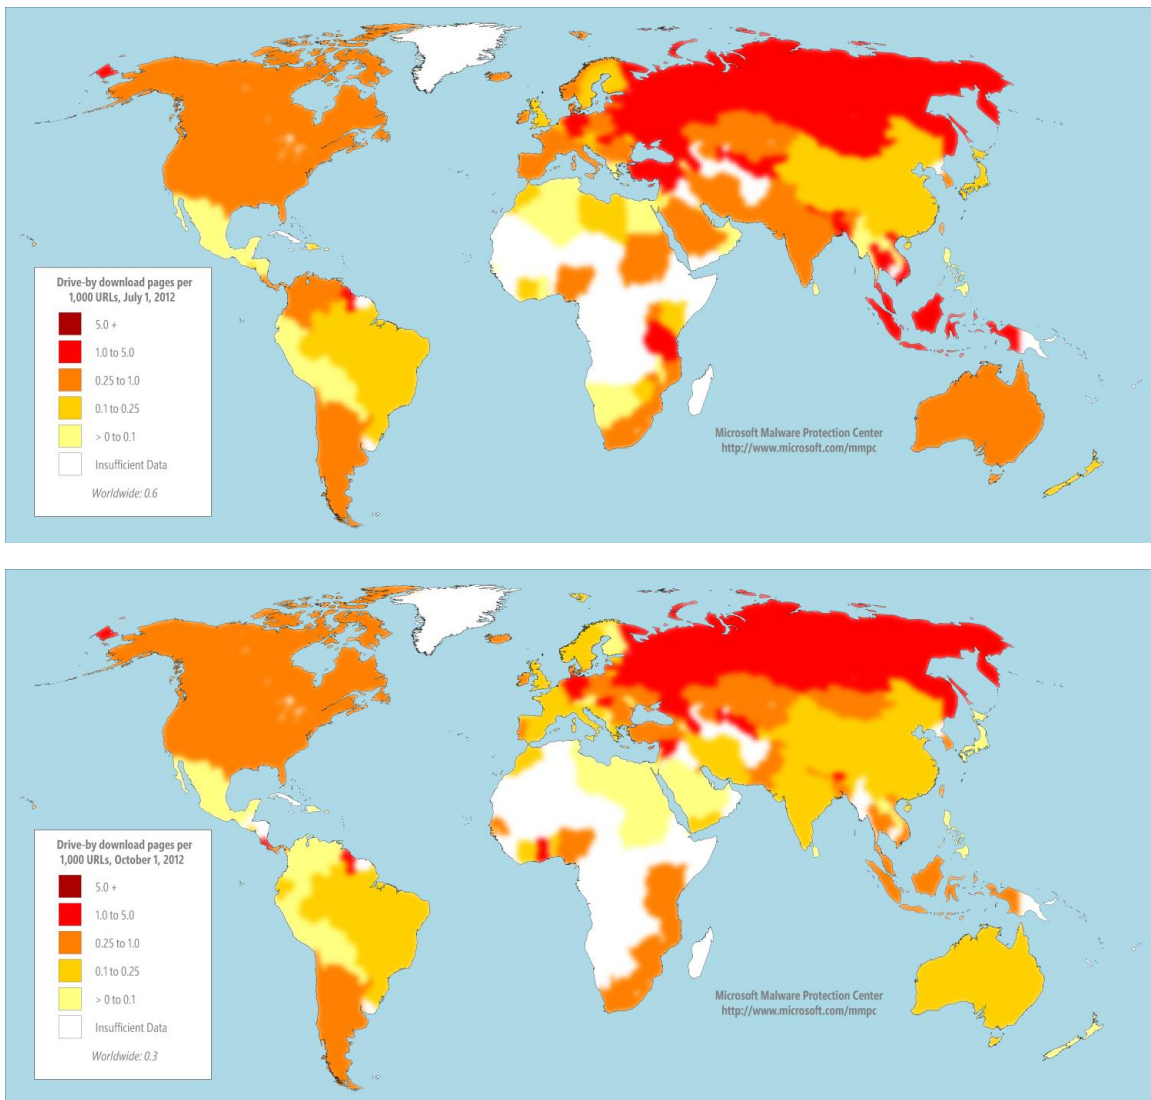 Drive-by download pages per
1,000 URLs, July 1, 2012
5.0 +
1.0 to 5.0
0.25 to 1.0
0.1 to 0.25
> 0 to 0.1
Insufficient Data
Worldwide: 0.6
Microsoft Malware Protection Center
http://www.microsoft.com/mmpc
Drive-by download pages per
1,000 URLs, October 1, 2012
5.0 +
1.0 to 5.0
0.25 to 1.0
0.1 to 0.25
> 0 to 0.1
Insufficient Data
Worldwide: 0.3
Microsoft Malware Protection Center
http://www.microsoft.com/mmpc